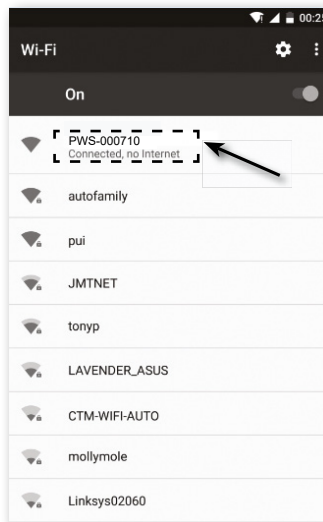 00:25
Wi-Fi
On
PWS-000710
Connected, no Internet
autofamily
pui
JMTNET
tonyp
LAVENDER_ASUS
CTM-WIFI-AUTO
mollymole
Linksys02060